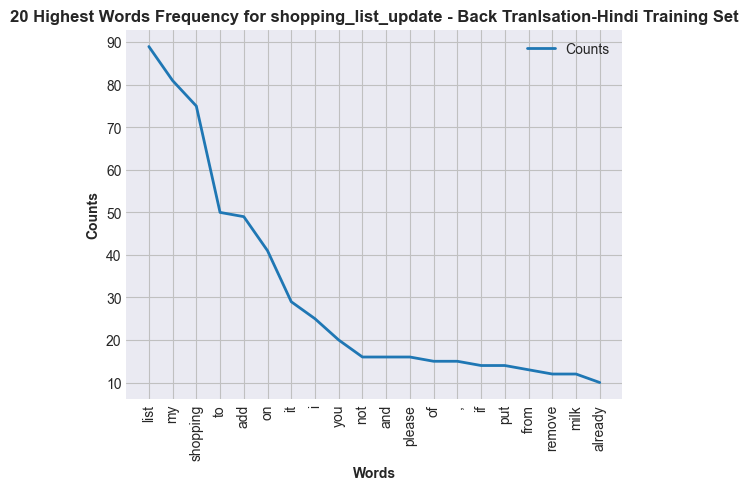 20 Highest Words Frequency for shopping_list_update - Back Tranlsation-Hindi Training Set
Counts
90
80
70
60
50
40
30
20
10
Counts
list
my
shopping
to
add
on
it
i
you
not
and
please
of
,
if
put
from
remove
milk
already
Words